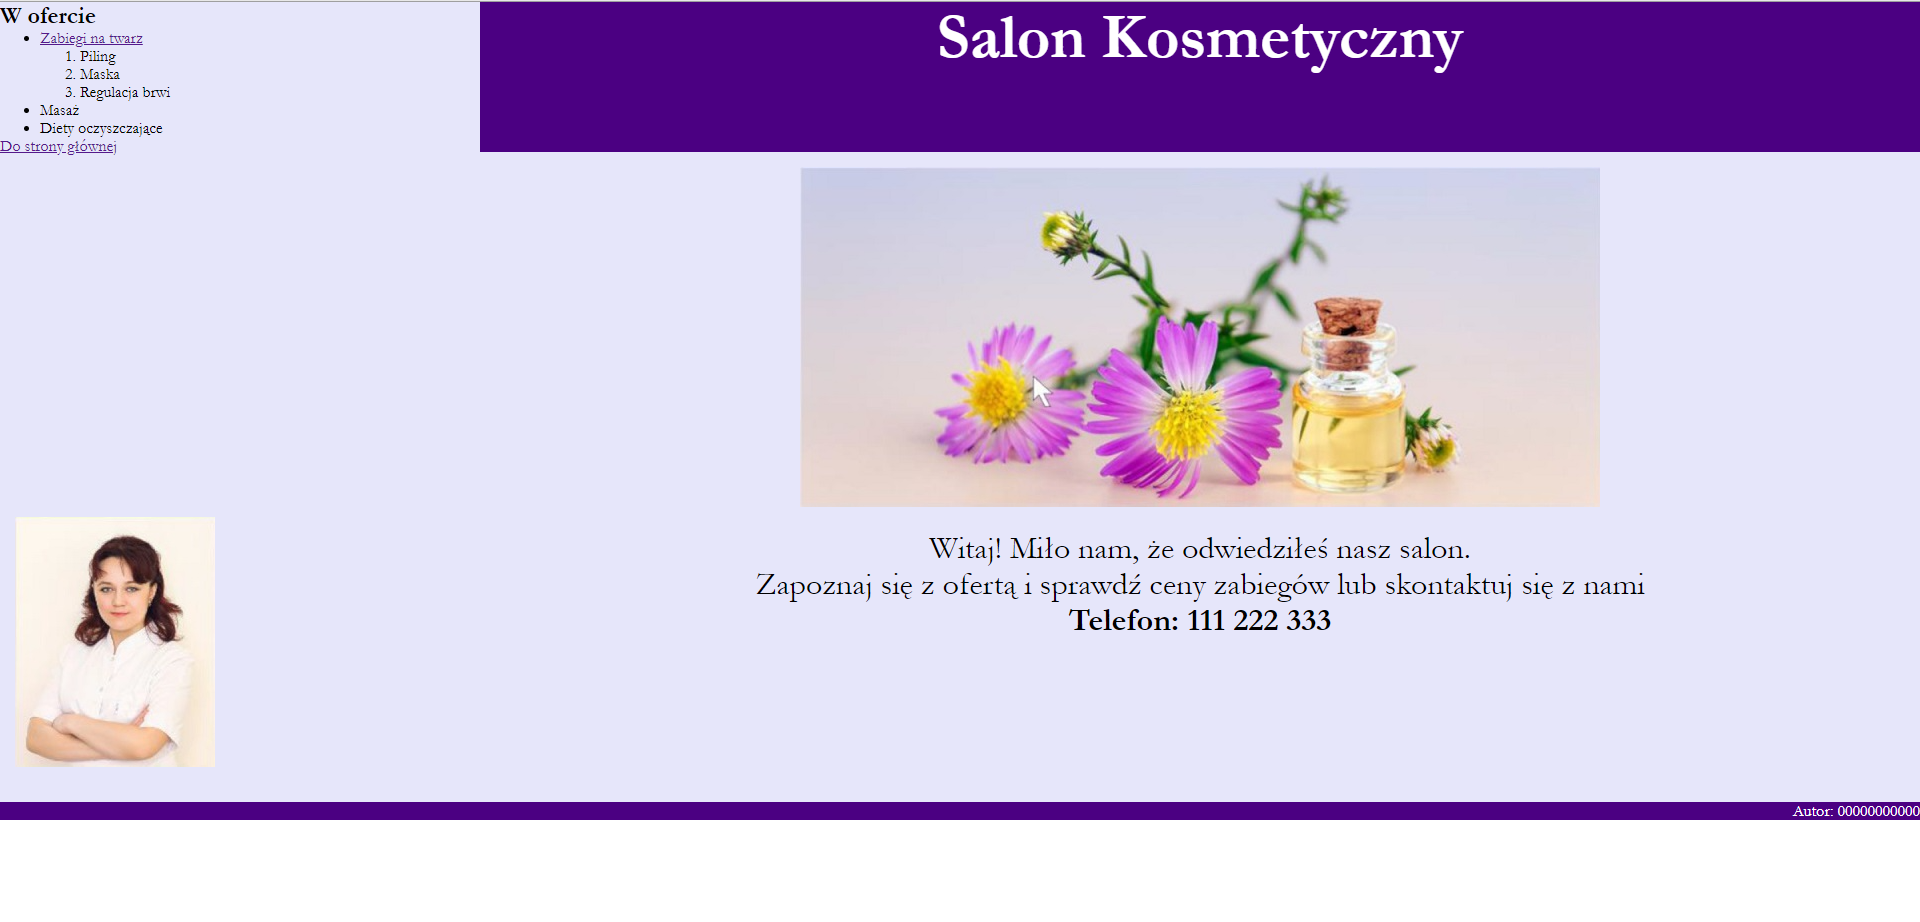 W ofercie
Zabiegi na twarz
1. Piling
2. Maska
3. Regulacja brwi
Masaż
Diety oczyszczające
Do strony głównej
Salon Kosmetyczny
Witaj! Miło nam, że odwiedziłeś nasz salon.
Zapoznaj się z ofertą i sprawdź ceny zabiegów lub skontaktuj się z nami
Telefon: 111 222 333
Autor: 00000000000